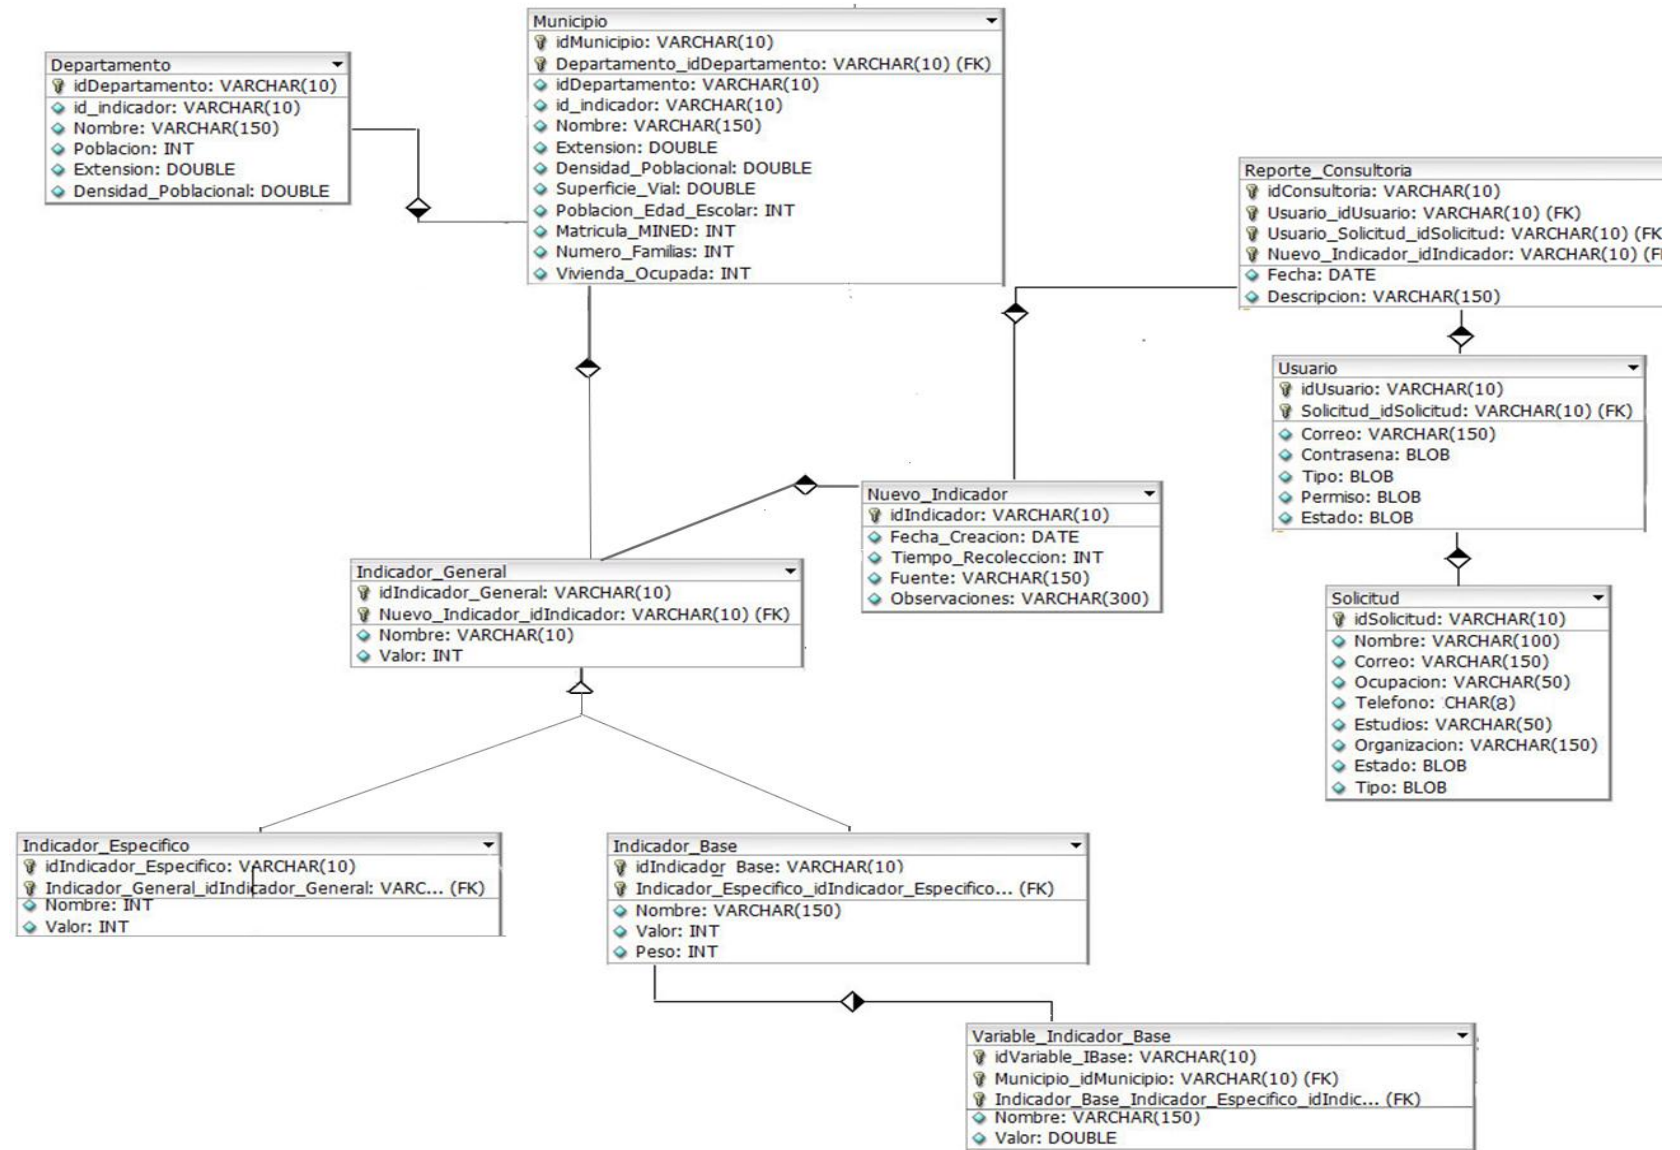 Municipio
idMunicipio: VARCHAR(10)
Departamento_idDepartamento: VARCHAR(10) (FK)
idDepartamento: VARCHAR(10)
id_indicador: VARCHAR(10)
Nombre: VARCHAR(150)
Extension: DOUBLE
Densidad_Poblacional: DOUBLE
Superficie_Vial: DOUBLE
Poblacion_Edad_Escolar: INT
Matricula_MINED: INT
Numero_Familias: INT
Vivienda_Ocupada: INT
Departamento
idDepartamento: VARCHAR(10)
id_indicador: VARCHAR(10)
Nombre: VARCHAR(150)
Poblacion: INT
Extension: DOUBLE
Densidad_Poblacional: DOUBLE
Reporte_Consultoria
idConsultoria: VARCHAR(10)
Usuario_idUsuario: VARCHAR(10) (FK)
Usuario_Solicitud_idSolicitud: VARCHAR(10) (FK
Nuevo_Indicador_idIndicador: VARCHAR(10) (F
Fecha: DATE
Descripcion: VARCHAR(150)
Usuario
idUsuario: VARCHAR(10)
Solicitud_idSolicitud: VARCHAR(10) (FK)
Correo: VARCHAR(150)
Contrasena: BLOB
Tipo: BLOB
Permiso: BLOB
Estado: BLOB
Nuevo_Indicador
idIndicador: VARCHAR(10)
Fecha_Creacion: DATE
Tiempo_Recoleccion: INT
Fuente: VARCHAR(150)
Observaciones: VARCHAR(300)
Indicador_General
idIndicador_General: VARCHAR(10)
Nuevo_Indicador_idIndicador: VARCHAR(10) (FK)
Nombre: VARCHAR(10)
Valor: INT
Solicitud
idSolicitud: VARCHAR(10)
Nombre: VARCHAR(100)
Correo: VARCHAR(150)
Ocupacion: VARCHAR(50)
Telefono: CHAR(8)
Estudios: VARCHAR(50)
Organizacion: VARCHAR(150)
Estado: BLOB
Tipo: BLOB
Indicador_Especifico
idIndicador_Especifico: VARCHAR(10)
Indicador_General_idIndicador_General: VARC... (FK)
Nombre: INT
Valor: INT
Indicador_Base
idIndicador_Base: VARCHAR(10)
Indicador_Especifico_idIndicador_Especifico... (FK)
Nombre: VARCHAR(150)
Valor: INT
Peso: INT
Variable_Indicador_Base
idVariable_IBase: VARCHAR(10)
Municipio_idMunicipio: VARCHAR(10) (FK)
Indicador_Base_Indicador_Especifico_idIndic... (FK)
Nombre: VARCHAR(150)
Valor: DOUBLE